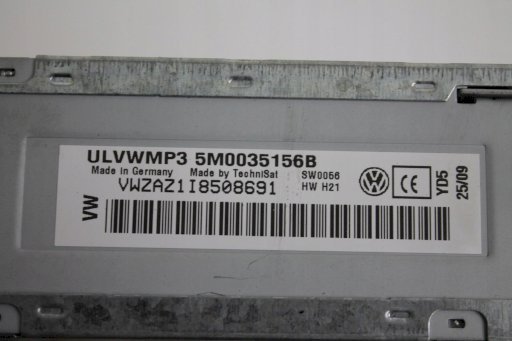 ULVWMP3 5M0035156B
Made in Germany Made by TechniSat SW0056
VWZAZ1I8508691 HW H21
VW
CE
YD5
25/09